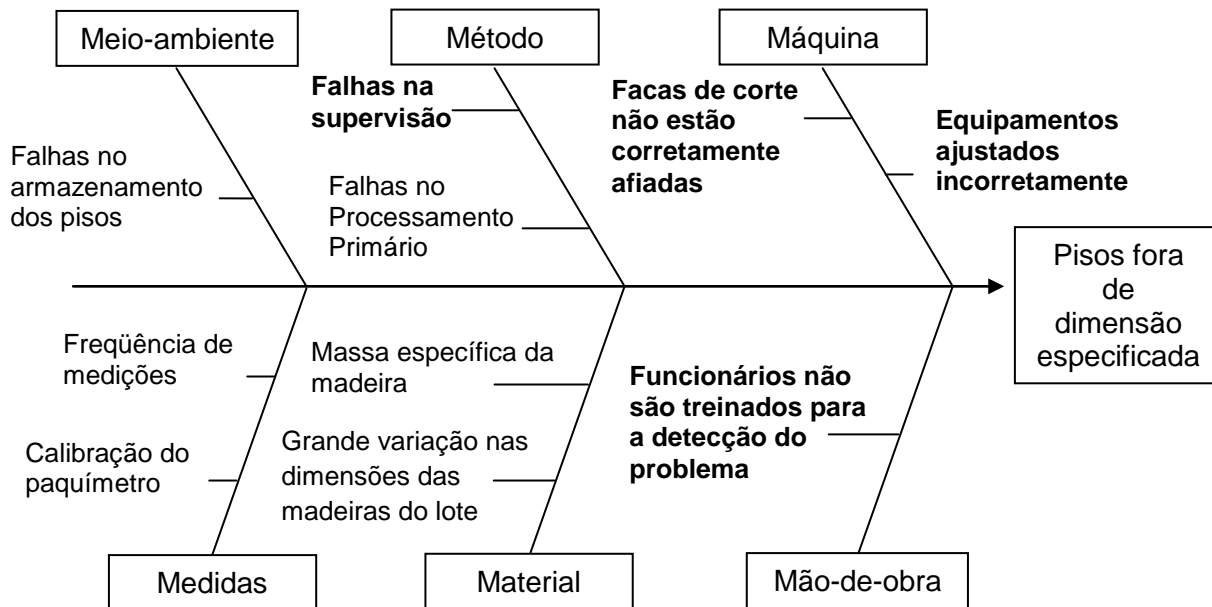 Meio-ambiente
Método
Máquina
Falhas na
supervisão
Facas de corte
não estão
corretamente
afiadas
Equipamentos
ajustados
incorretamente
Falhas no
armazenamento
dos pisos
Falhas no
Processamento
Primário
Pisos fora
de
dimensão
especificada
Freqüência de
medições
Massa específica da
madeira
Funcionários não
são treinados para
a detecção do
problema
Calibração do
paquímetro
Grande variação nas
dimensões das
madeiras do lote
Medidas
Material
Mão-de-obra